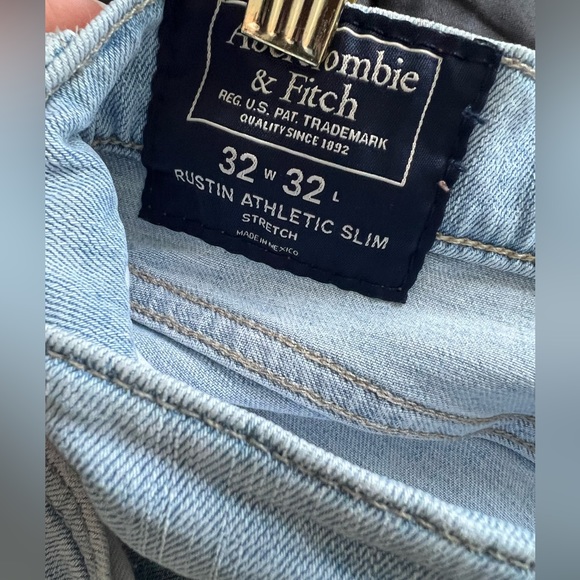 Abercrombie
& Fitch
REG. U.S. PAT. TRADEMARK
QUALITY SINCE 1892
32 W 32 L
RUSTIN ATHLETIC SLIM
STRETCH
MADE IN MEXICO